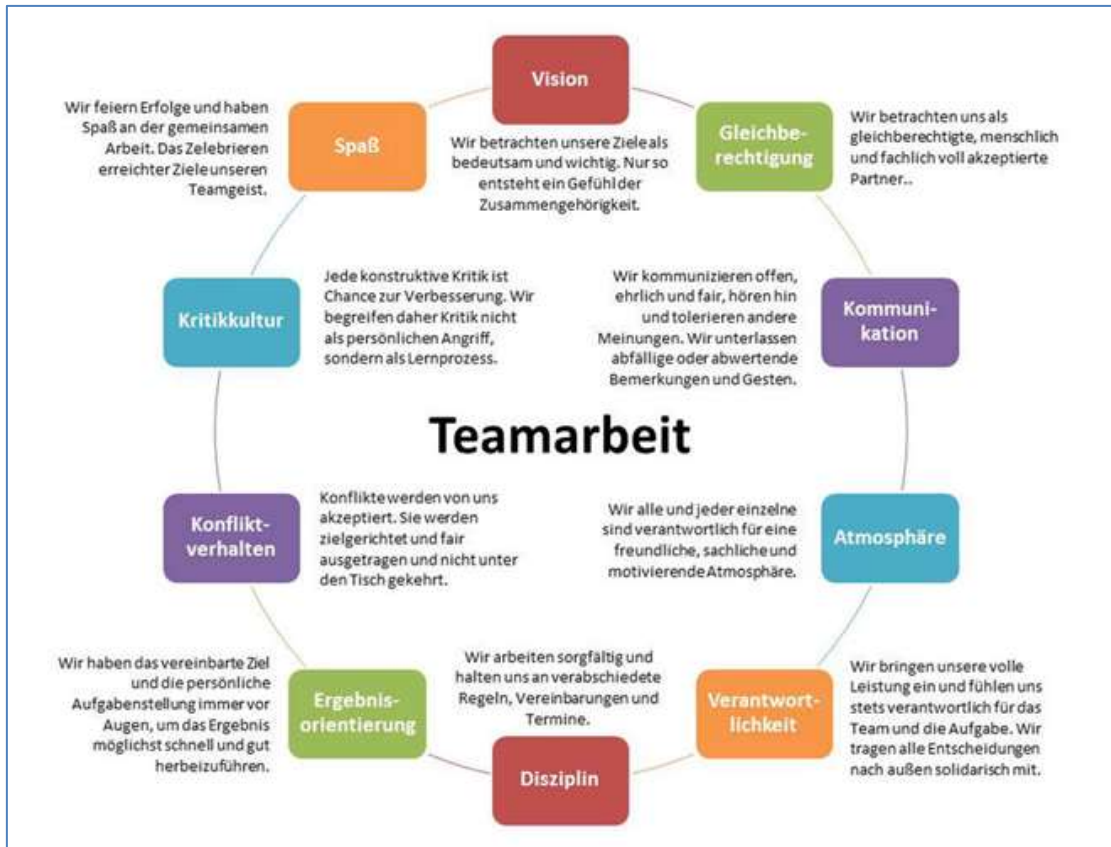 Vision
Wir betrachten unsere Ziele als
bedeutsam und wichtig. Nur so
entsteht ein Gefühl der
Zusammengehörigkeit.
Gleichbe-
rechtigung
Wir betrachten uns als
gleichberechtigte, menschlich
und fachlich voll akzeptierte
Partner..
Kommuni-
kation
Wir kommunizieren offen,
ehrlich und fair, hören hin
und tolerieren andere
Meinungen. Wir unterlassen
abfällige oder abwertende
Bemerkungen und Gesten.
Atmosphäre
Wir alle und jeder einzelne
sind verantwortlich für eine
freundliche, sachliche und
motivierende Atmosphäre.
Verantwort-
lichkeit
Wir bringen unsere volle
Leistung ein und fühlen uns
stets verantwortlich für das
Team und die Aufgabe. Wir
tragen alle Entscheidungen
nach außen solidarisch mit.
Disziplin
Wir arbeiten sorgfältig und
halten uns an verabschiedete
Regeln, Vereinbarungen und
Termine.
Ergebnis-
orientierung
Wir haben das vereinbarte Ziel
und die persönliche
Aufgabenstellung immer vor
Augen, um das Ergebnis
möglichst schnell und gut
herbeizuführen.
Konflikt-
verhalten
Konflikte werden von uns
akzeptiert. Sie werden
zielgerichtet und fair
ausgetragen und nicht unter
den Tisch gekehrt.
Kritikkultur
Jede konstruktive Kritik ist
Chance zur Verbesserung. Wir
begreifen daher Kritik nicht
als persönlichen Angriff,
sondern als Lernprozess.
Spaß
Wir feiern Erfolge und haben
Spaß an der gemeinsamen
Arbeit. Das Zelebrieren
erreichter Ziele unseren
Teamgeist.
Teamarbeit